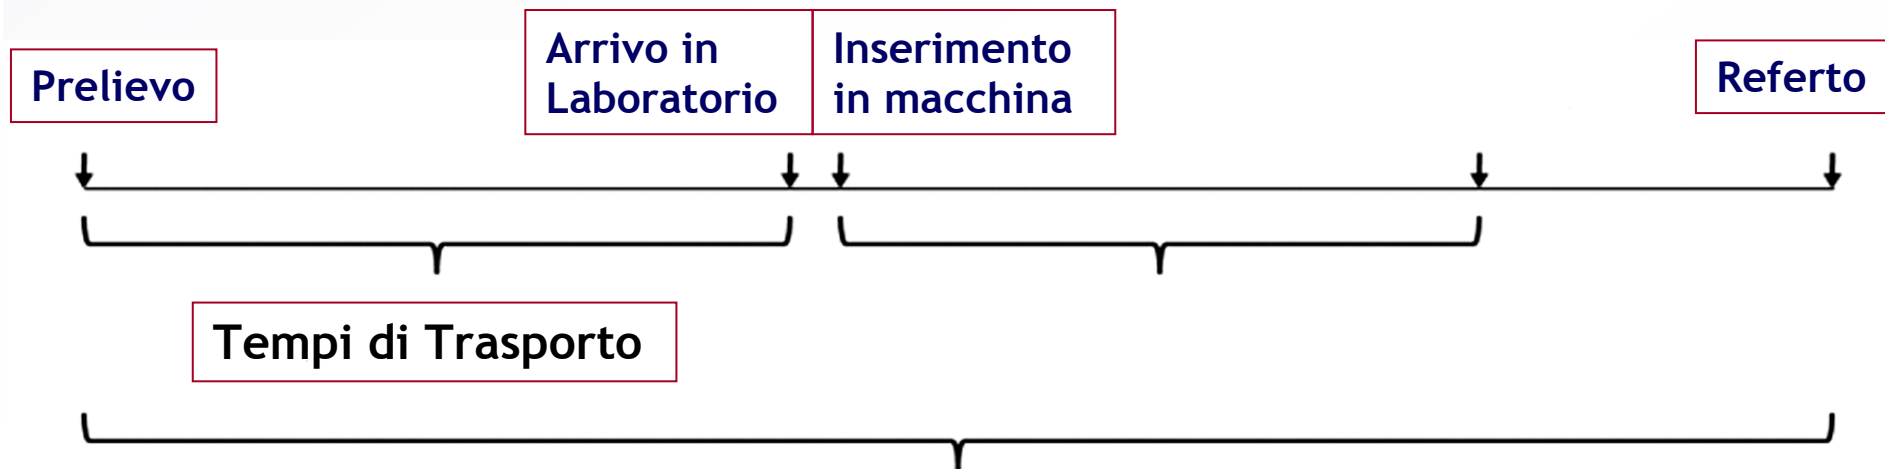 Prelievo
Arrivo in
Laboratorio
Inserimento
in macchina
Referto
Tempi di Trasporto